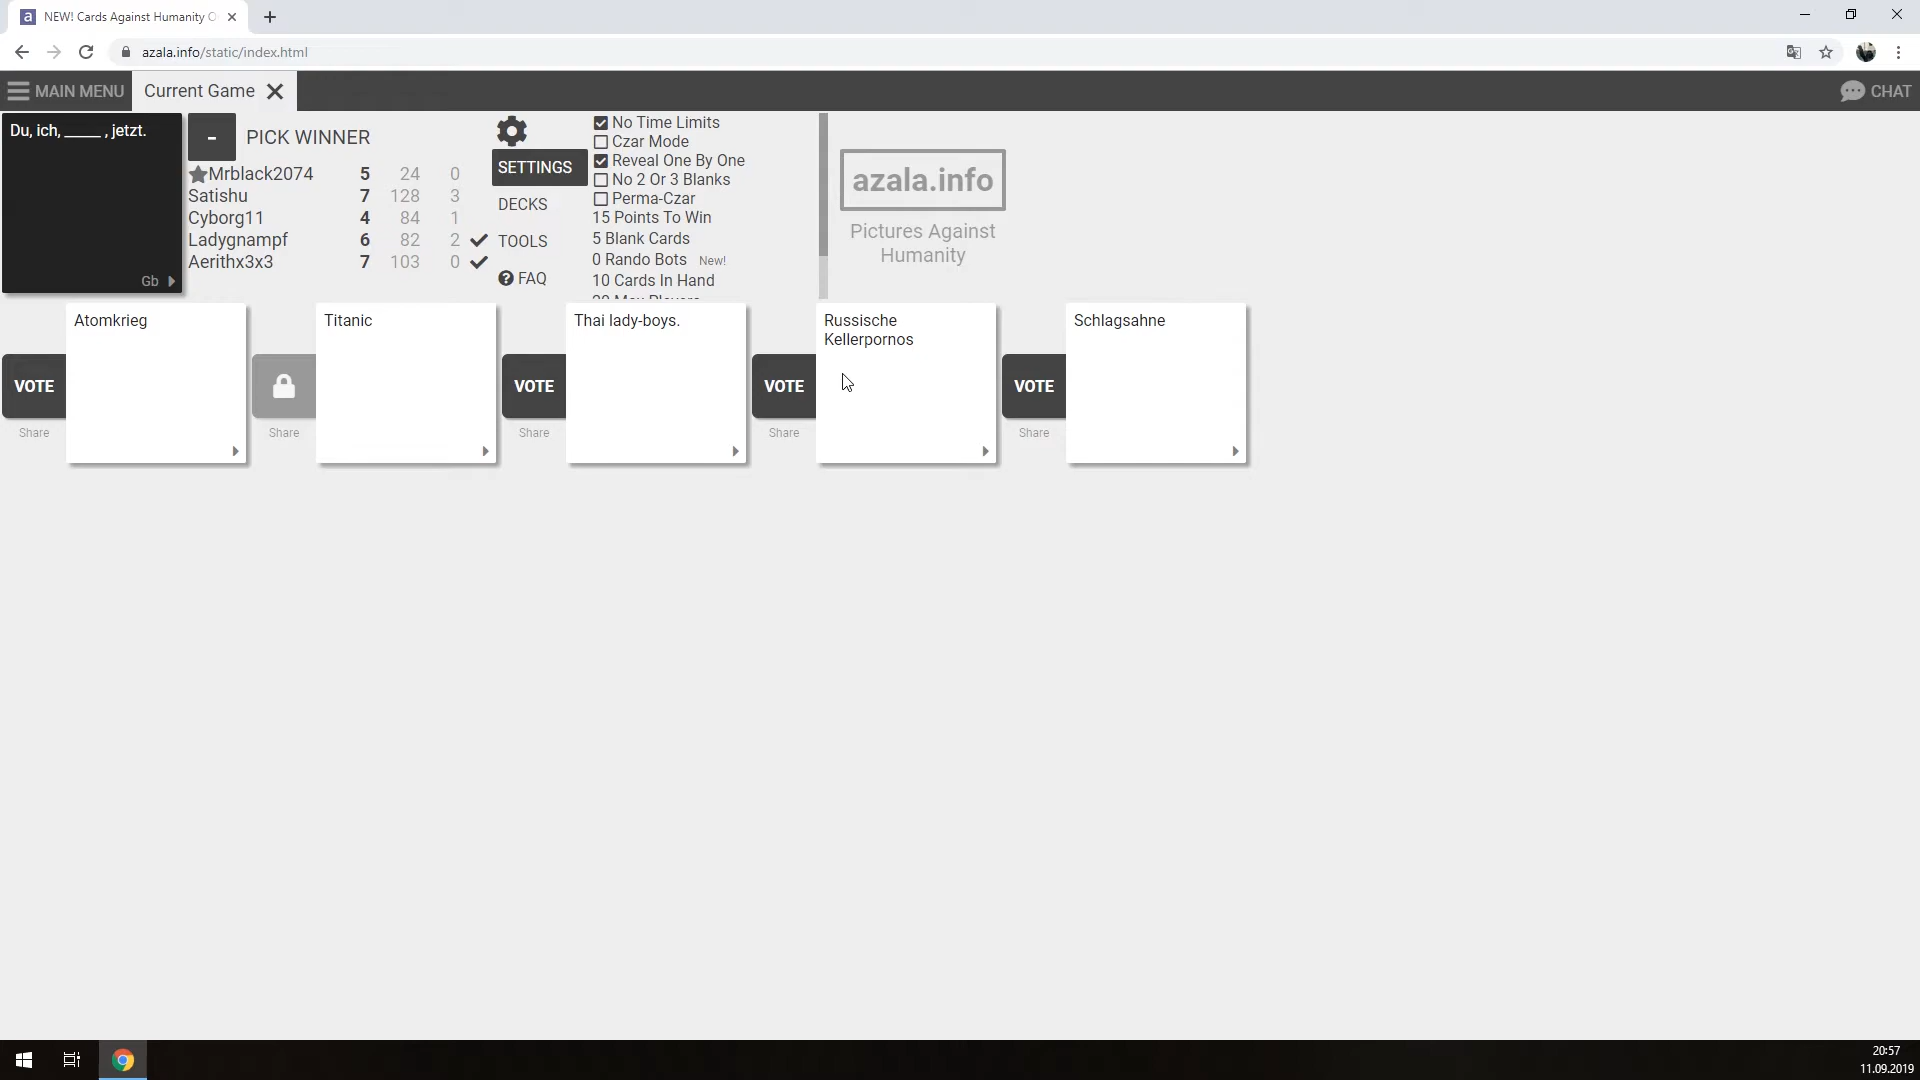 NEW! Cards Against Humanity O
azala.info/static/index.html
MAIN MENU
Current Game
CHAT
Du, ich, _____ , jetzt.
Gb
-
PICK WINNER
Mrblack2074 5 24 0
Satishu 7 128 3
Cyborg11 4 84 1
Ladygnampf 6 82 2
Aerithx3x3 7 103 0
SETTINGS
DECKS
TOOLS
FAQ
No Time Limits
Czar Mode
Reveal One By One
No 2 Or 3 Blanks
Perma-Czar
15 Points To Win
5 Blank Cards
0 Rando Bots New!
10 Cards In Hand
azala.info
Pictures Against
Humanity
VOTE
Share
Atomkrieg
Share
Titanic
VOTE
Share
Thai lady-boys.
VOTE
Share
Russische
Kellerpornos
VOTE
Share
Schlagsahne
20:57
11.09.2019